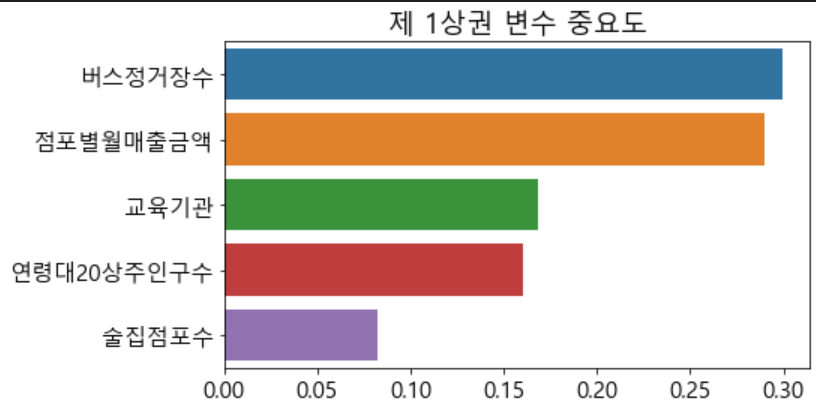 제 1상권 변수 중요도
버스정거장수
점포별월매출금액
교육기관
연령대20상주인구수
술집점포수
0.00 0.05 0.10 0.15 0.20 0.25 0.30